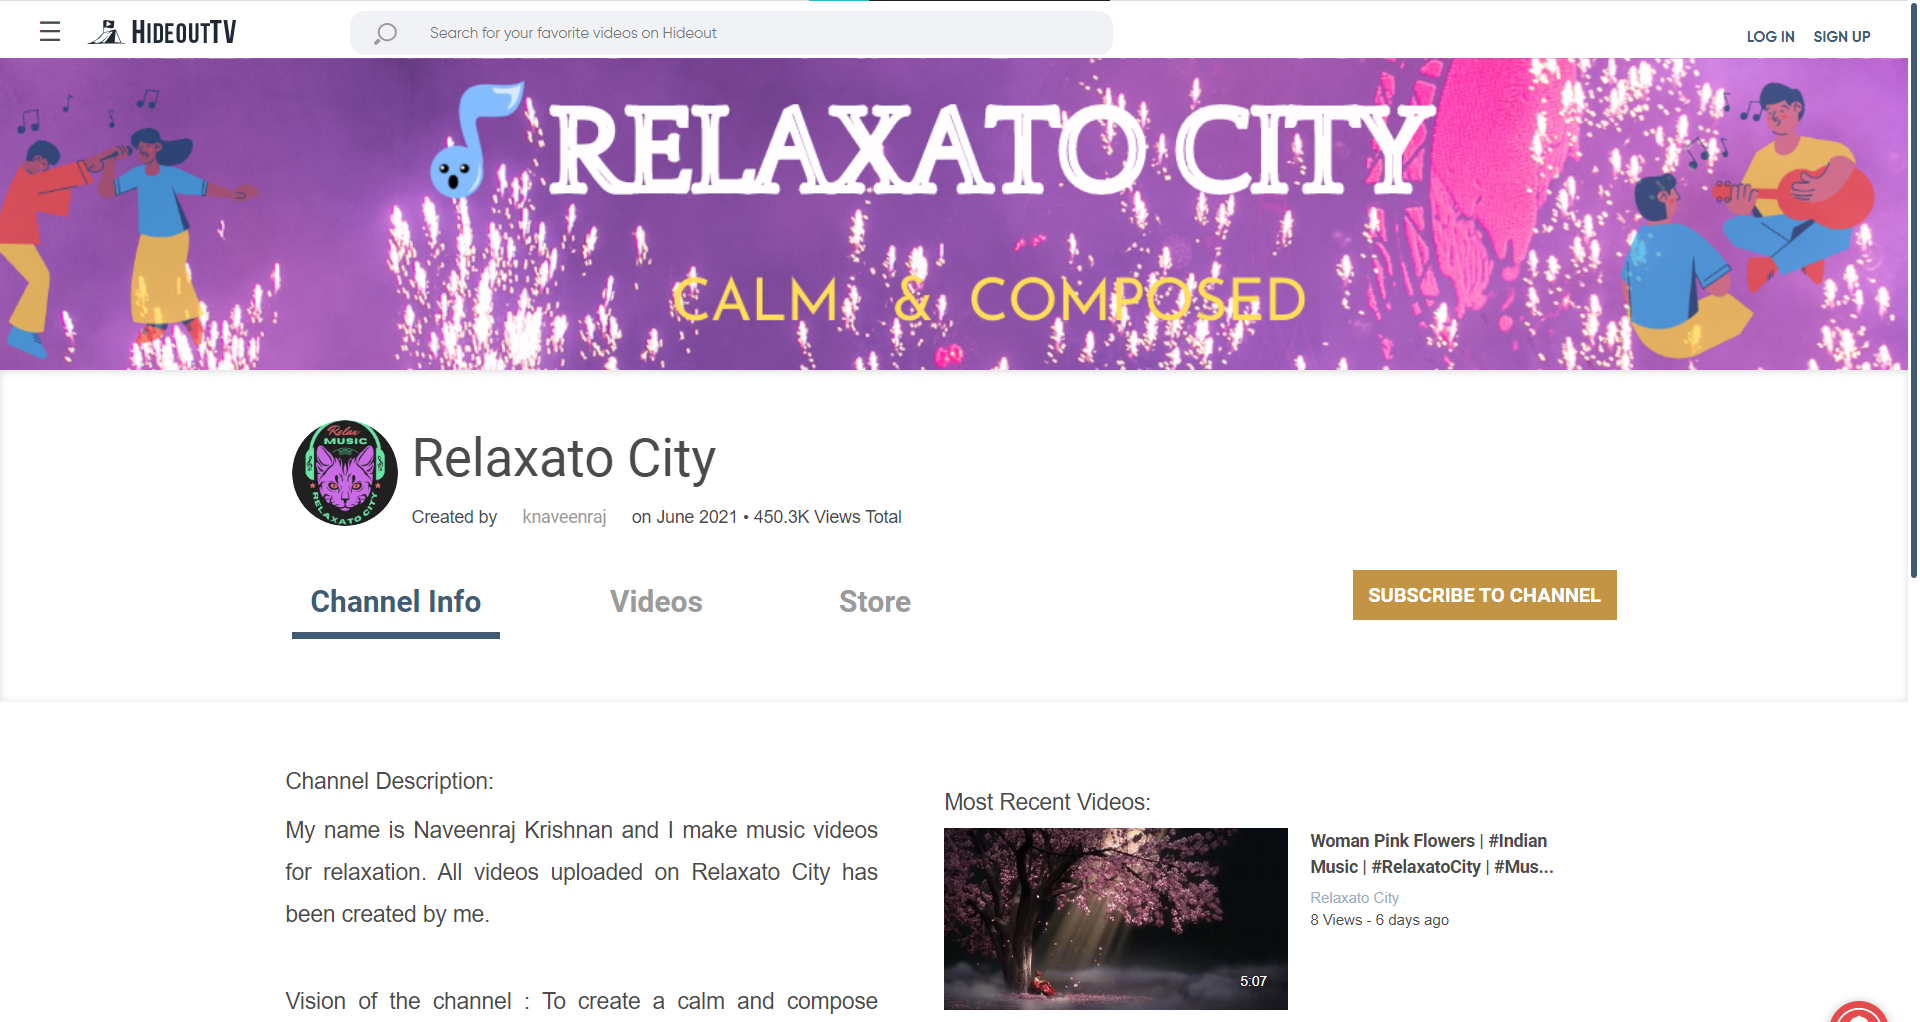 HIDEOUTTV
Search for your favorite videos on Hideout
LOG IN
SIGN UP
RELAXATO CITY
CALM & COMPOSED
Relax
MUSIC
RELAXATO CITY
Relaxato City
Created by knaveenraj on June 2021 • 450.3K Views Total
Channel Info
Videos
Store
SUBSCRIBE TO CHANNEL
Channel Description:
My name is Naveenraj Krishnan and I make music videos
for relaxation. All videos uploaded on Relaxato City has
been created by me.
Vision of the channel : To create a calm and compose
Most Recent Videos:
5:07
Woman Pink Flowers | #Indian
Music | #RelaxatoCity | #Mus...
Relaxato City
8 Views - 6 days ago